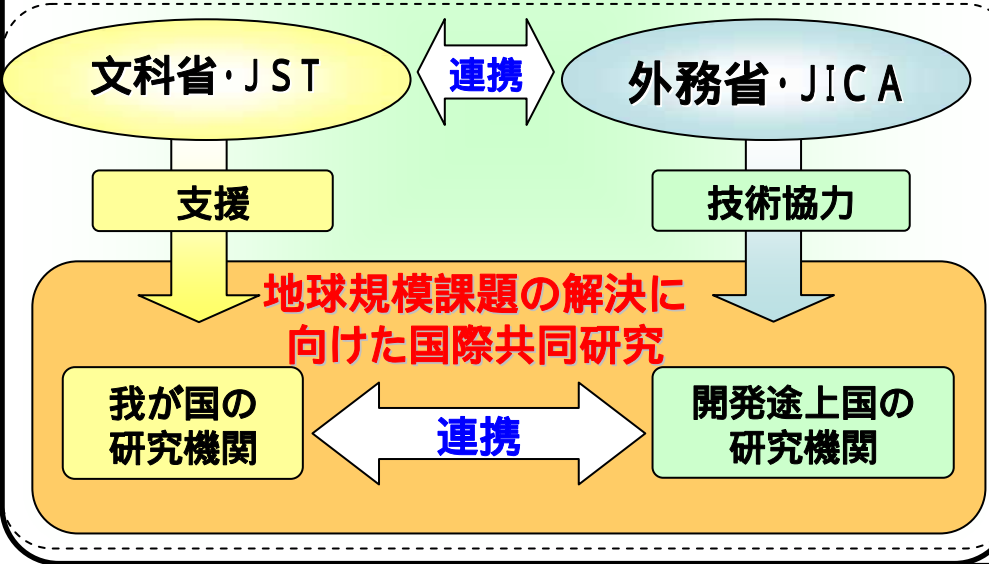 文科省・JST
連携
外務省・JICA
支援
技術協力
地球規模課題の解決に
向けた国際共同研究
我が国の
研究機関
連携
開発途上国の
研究機関